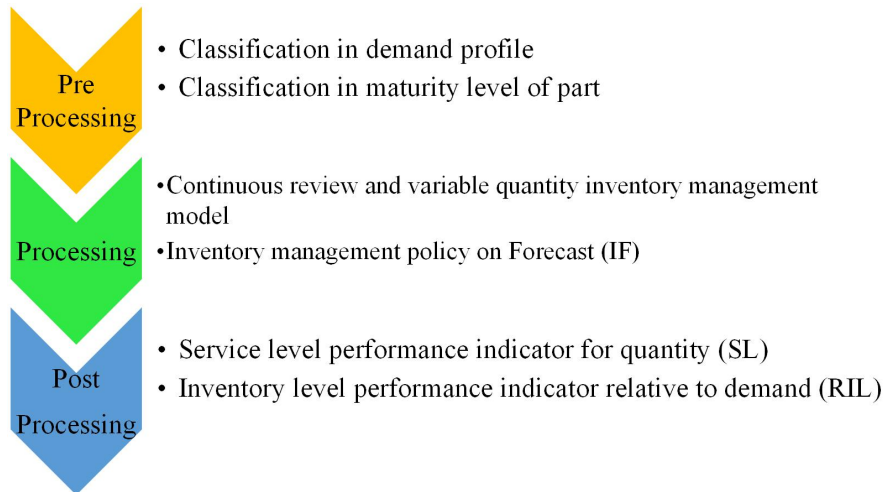 Pre
Processing
• Classification in demand profile
• Classification in maturity level of part
Processing
•Continuous review and variable quantity inventory management
model
•Inventory management policy on Forecast (IF)
Post
Processing
• Service level performance indicator for quantity (SL)
• Inventory level performance indicator relative to demand (RIL)